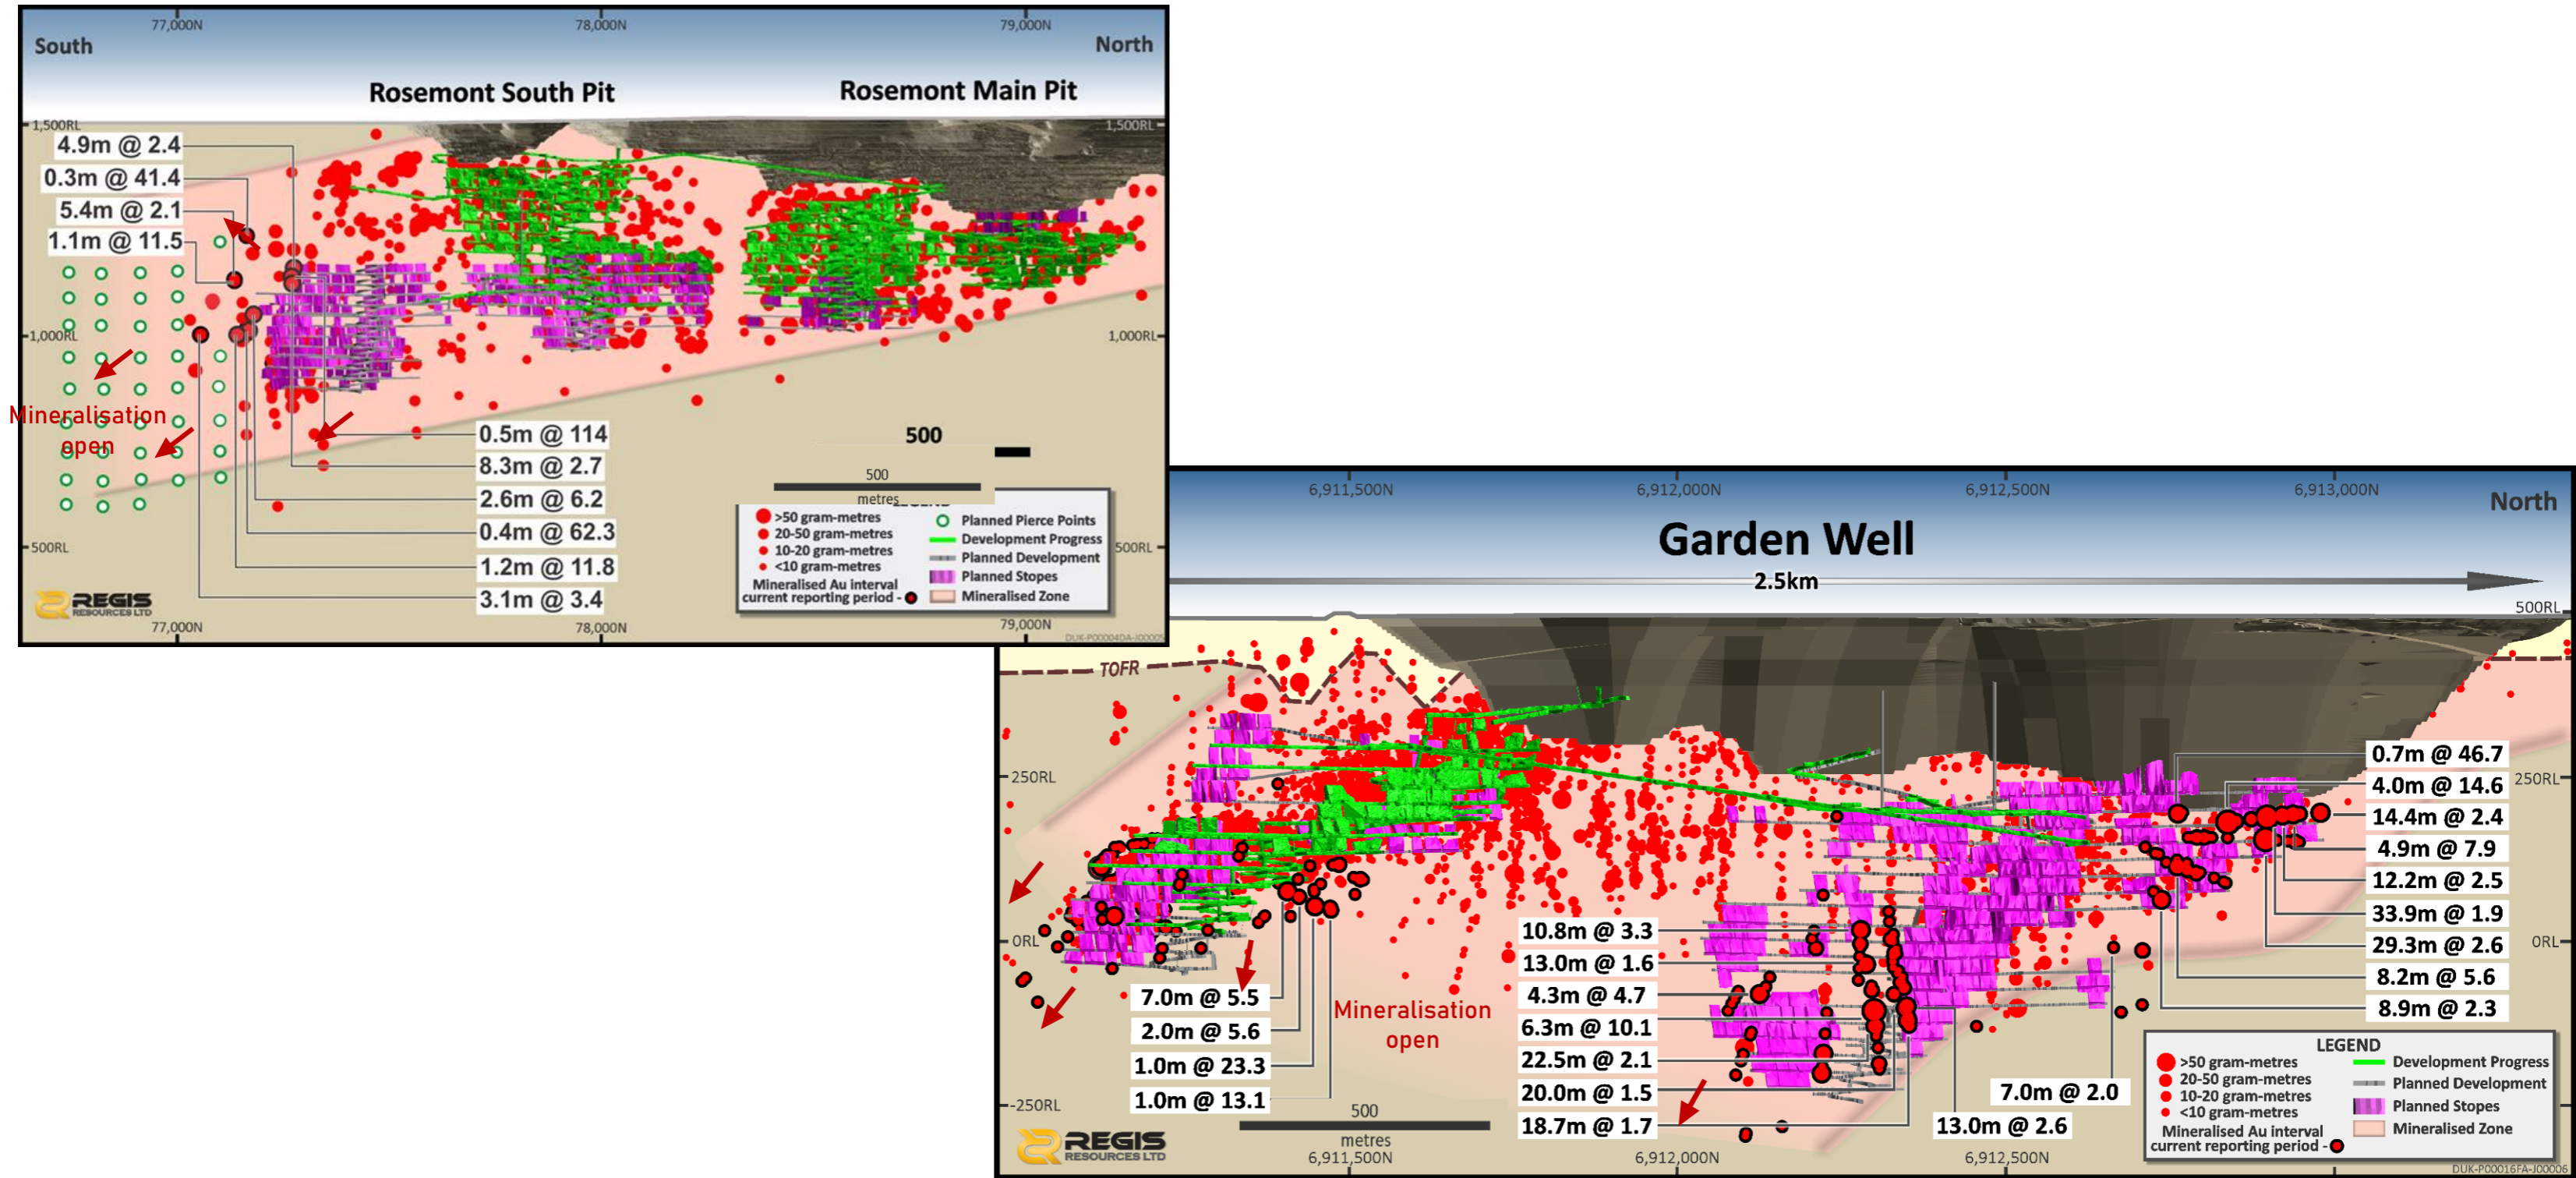 77,000N
78,000N
79,000N
South
North
Rosemont South Pit
Rosemont Main Pit
1,500RL
1,500RL
4.9m @ 2.4
0.3m @ 41.4
5.4m @ 2.1
1.1m @ 11.5
1,000RL
1,000RL
Mineralisation
open
0.5m @ 114
8.3m @ 2.7
2.6m @ 6.2
0.4m @ 62.3
1.2m @ 11.8
3.1m @ 3.4
500
500
metres
500RL
500RL
>50 gram-metres
20-50 gram-metres
10-20 gram-metres
<10 gram-metres
Mineralised Au interval
current reporting period -
Planned Pierce Points
Development Progress
Planned Development
Planned Stopes
Mineralised Zone
REGIS
RESOURCES LTD
77,000N
78,000N
79,000N
6,911,500N
6,912,000N
6,912,500N
6,913,000N
North
Garden Well
2.5km
500RL
TOFR
250RL
250RL
0RL
0RL
-250RL
0.7m @ 46.7
4.0m @ 14.6
14.4m @ 2.4
4.9m @ 7.9
12.2m @ 2.5
33.9m @ 1.9
29.3m @ 2.6
8.2m @ 5.6
8.9m @ 2.3
10.8m @ 3.3
13.0m @ 1.6
4.3m @ 4.7
6.3m @ 10.1
22.5m @ 2.1
20.0m @ 1.5
18.7m @ 1.7
7.0m @ 5.5
2.0m @ 5.6
1.0m @ 23.3
1.0m @ 13.1
Mineralisation
open
7.0m @ 2.0
13.0m @ 2.6
500
metres
REGIS
RESOURCES LTD
LEGEND
>50 gram-metres
20-50 gram-metres
10-20 gram-metres
<10 gram-metres
Mineralised Au interval
current reporting period -
Development Progress
Planned Development
Planned Stopes
Mineralised Zone
6,911,500N
6,912,000N
6,912,500N
DUK-P00016FA-J00006